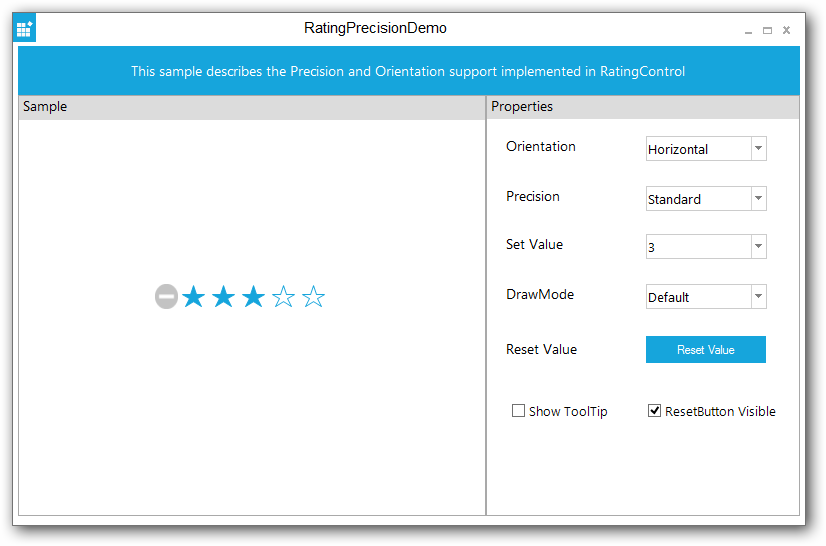 RatingPrecisionDemo
This sample describes the Precision and Orientation support implemented in RatingControl
Sample
Properties
Orientation
Horizontal
Precision
Standard
Set Value
3
DrawMode
Default
Reset Value
Reset Value
Show ToolTip
ResetButton Visible